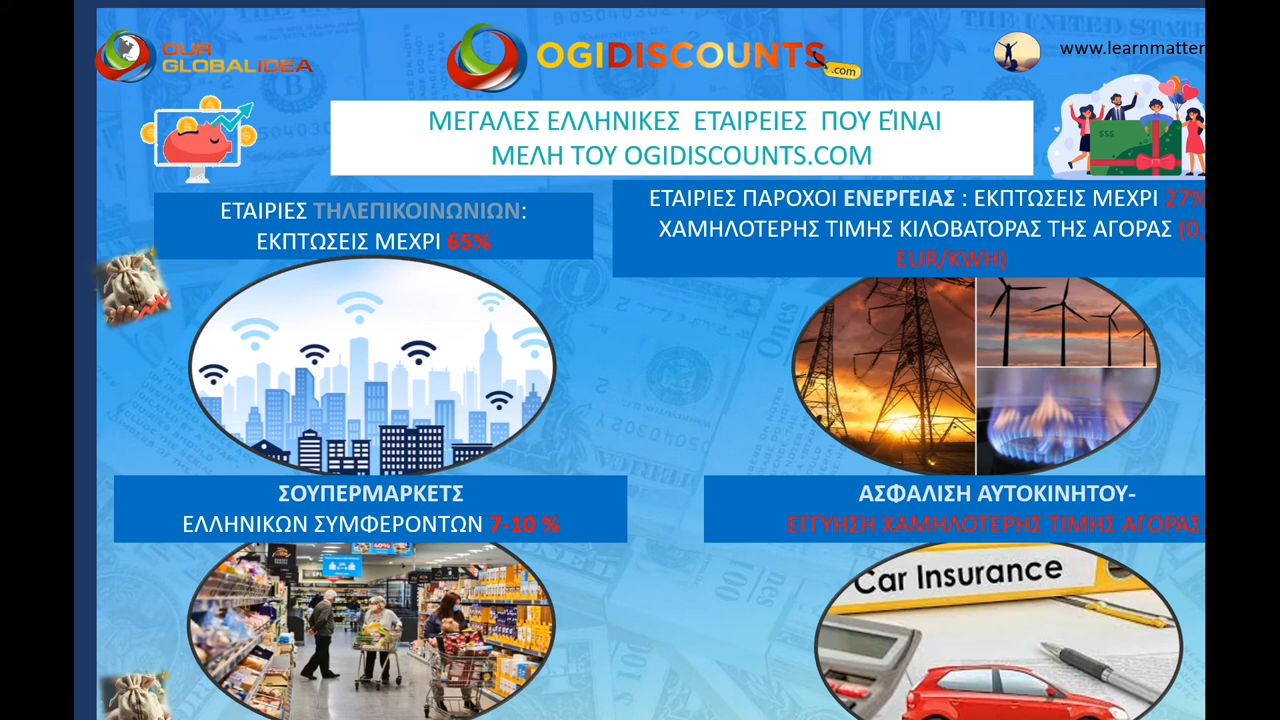 OUR
GLOBALIDEA
OGIDISCOUNTS
.com
www.learnmatter
ΜΕΓΑΛΕΣ ΕΛΛΗΝΙΚΕΣ ΕΤΑΙΡΕΙΕΣ ΠΟΥ ΕΊΝΑΙ
ΜΕΛΗ ΤΟΥ OGIDISCOUNTS.COM
$$$
ΕΤΑΙΡΙΕΣ ΤΗΛΕΠΙΚΟΙΝΩΝΙΩΝ:
ΕΚΠΤΩΣΕΙΣ ΜΕΧΡΙ 65%
ΕΤΑΙΡΙΕΣ ΠΑΡΟΧΟΙ ΕΝΕΡΓΕΙΑΣ : ΕΚΠΤΩΣΕΙΣ ΜΕΧΡΙ 27%
ΧΑΜΗΛΟΤΕΡΗΣ ΤΙΜΗΣ ΚΙΛΟΒΑΤΟΡΑΣ ΤΗΣ ΑΓΟΡΑΣ (0,
EUR/KWH)
ΣΟΥΠΕΡΜΑΡΚΕΤΣ
ΕΛΛΗΝΙΚΩΝ ΣΥΜΦΕΡΟΝΤΩΝ 7-10 %
ΑΣΦΑΛΙΣΗ ΑΥΤΟΚΙΝΗΤΟΥ-
ΕΓΓΥΗΣΗ ΧΑΜΗΛΟΤΕΡΗΣ ΤΙΜΗΣ ΑΓΟΡΑΣ.
Car Insurance